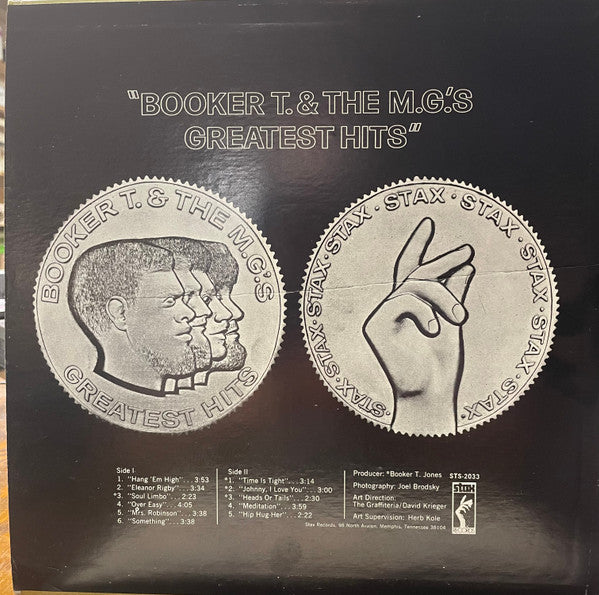 "BOOKER T. & THE M.G.'S
GREATEST HITS"
BOOKER T. & THE M.G.'S
GREATEST HITS
STAX · STAX · STAX · STAX · STAX · STAX · STAX
Side I
1. "Hang 'Em High"...3:53
2. "Eleanor Rigby"...3:34
*3. "Soul Limbo"...2:23
4. "Over Easy"...4:05
5. "Mrs. Robinson"...3:38
6. "Something"...3:38
Side II
*1. "Time Is Tight"...3:14
*2. "Johnny, I Love You"...3:00
*3. "Heads Or Tails"...2:30
4. "Meditation"...3:59
5. "Hip Hug Her"...2:22
Producer: *Booker T. Jones
Photography: Joel Brodsky
Art Direction:
The Graffiteria/David Krieger
Art Supervision: Herb Kole
STS-2033
STAX
RECORDS
Stax Records, 98 North Avalon, Memphis, Tennessee 38104